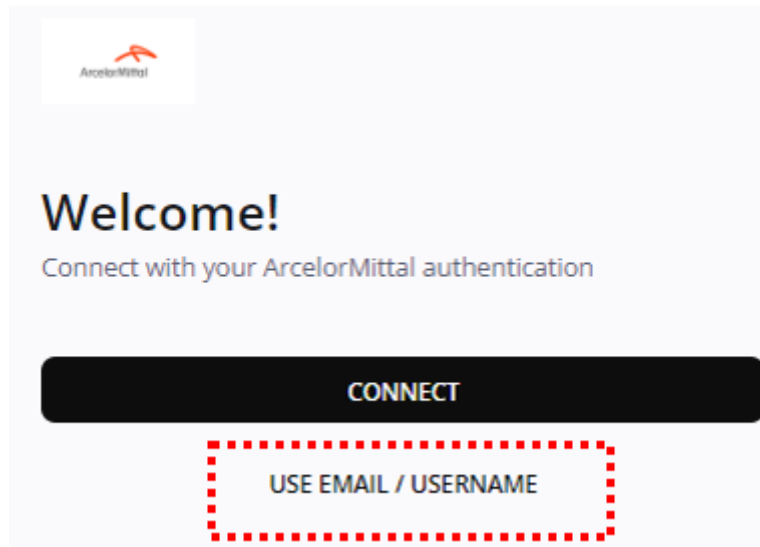 ArcelorMittal
Welcome!
Connect with your ArcelorMittal authentication
CONNECT
USE EMAIL / USERNAME